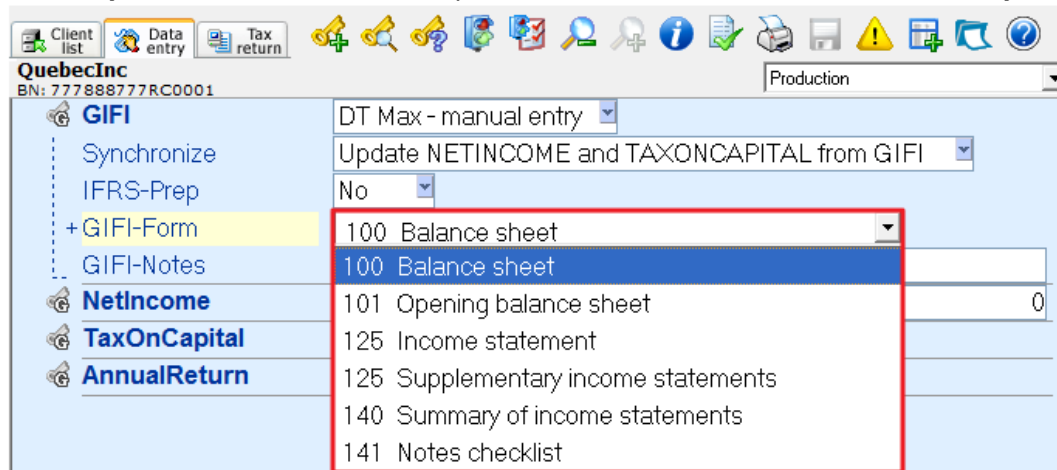 Client list
Data entry
Tax return
QuebecInc
BN: 777888777RC0001
Production
GIFI
DT Max - manual entry
Synchronize
Update NETINCOME and TAXONCAPITAL from GIFI
IFRS-Prep
No
+GIFI-Form
100 Balance sheet
GIFI-Notes
100 Balance sheet
NetIncome
101 Opening balance sheet
0
TaxOnCapital
125 Income statement
AnnualReturn
125 Supplementary income statements
140 Summary of income statements
141 Notes checklist